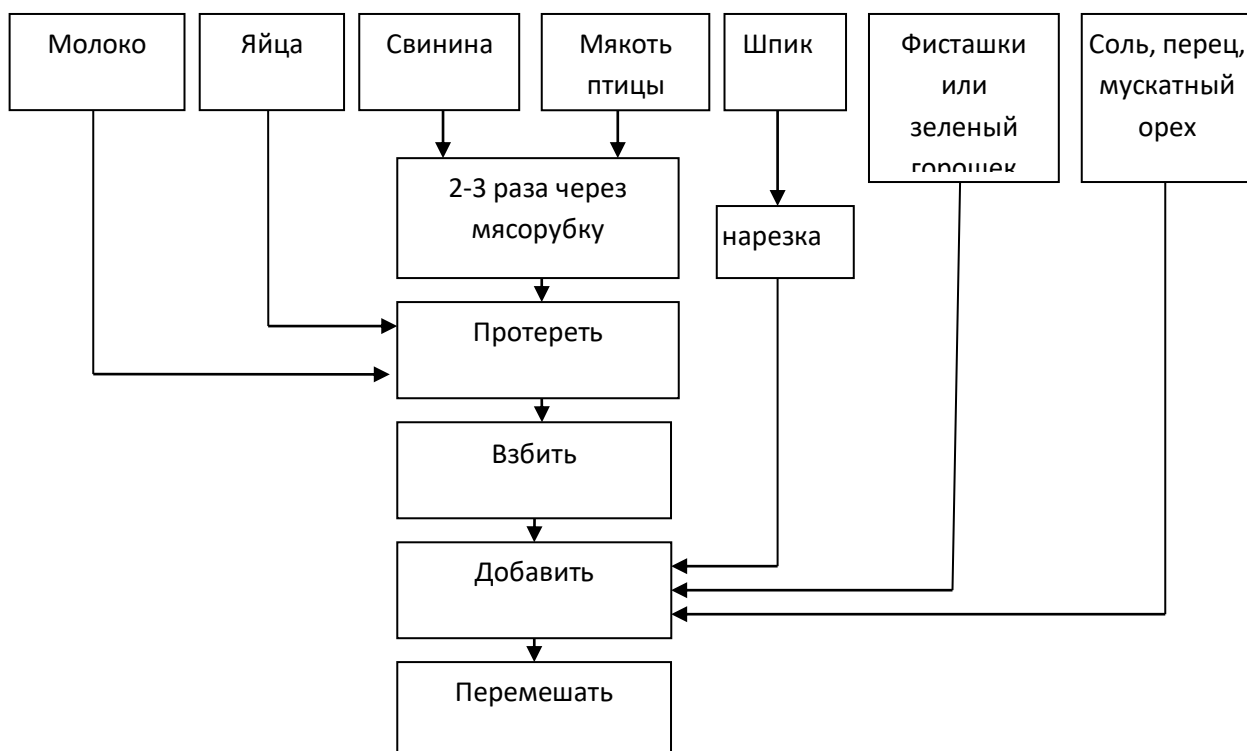 Молоко
Яйца
Свинина
Мякоть
птицы
Шпик
Фисташки
или
зеленый
горошек
Соль, перец,
мускатный
орех
2-3 раза через
мясорубку
нарезка
Протереть
Взбить
Добавить
Перемешать